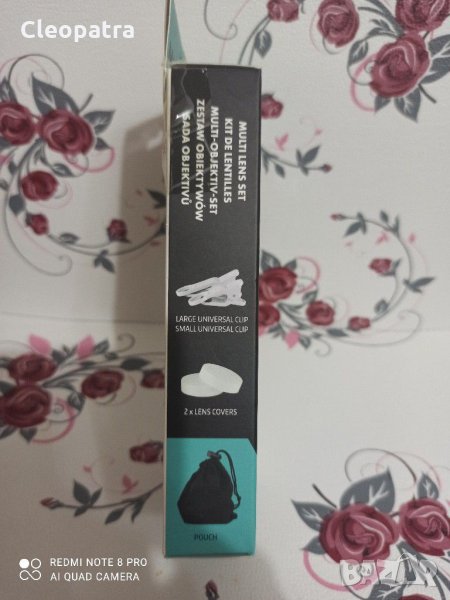 Cleopatra
MULTI LENS SET
KIT DE LENTILLES
MULTI-OBJEKTIV-SET
ZESTAW OBIEKTYWÓW
SADA OBJEKTIVŮ
LARGE UNIVERSAL CLIP
SMALL UNIVERSAL CLIP
2 x LENS COVERS
POUCH
REDMI NOTE 8 PRO
AI QUAD CAMERA